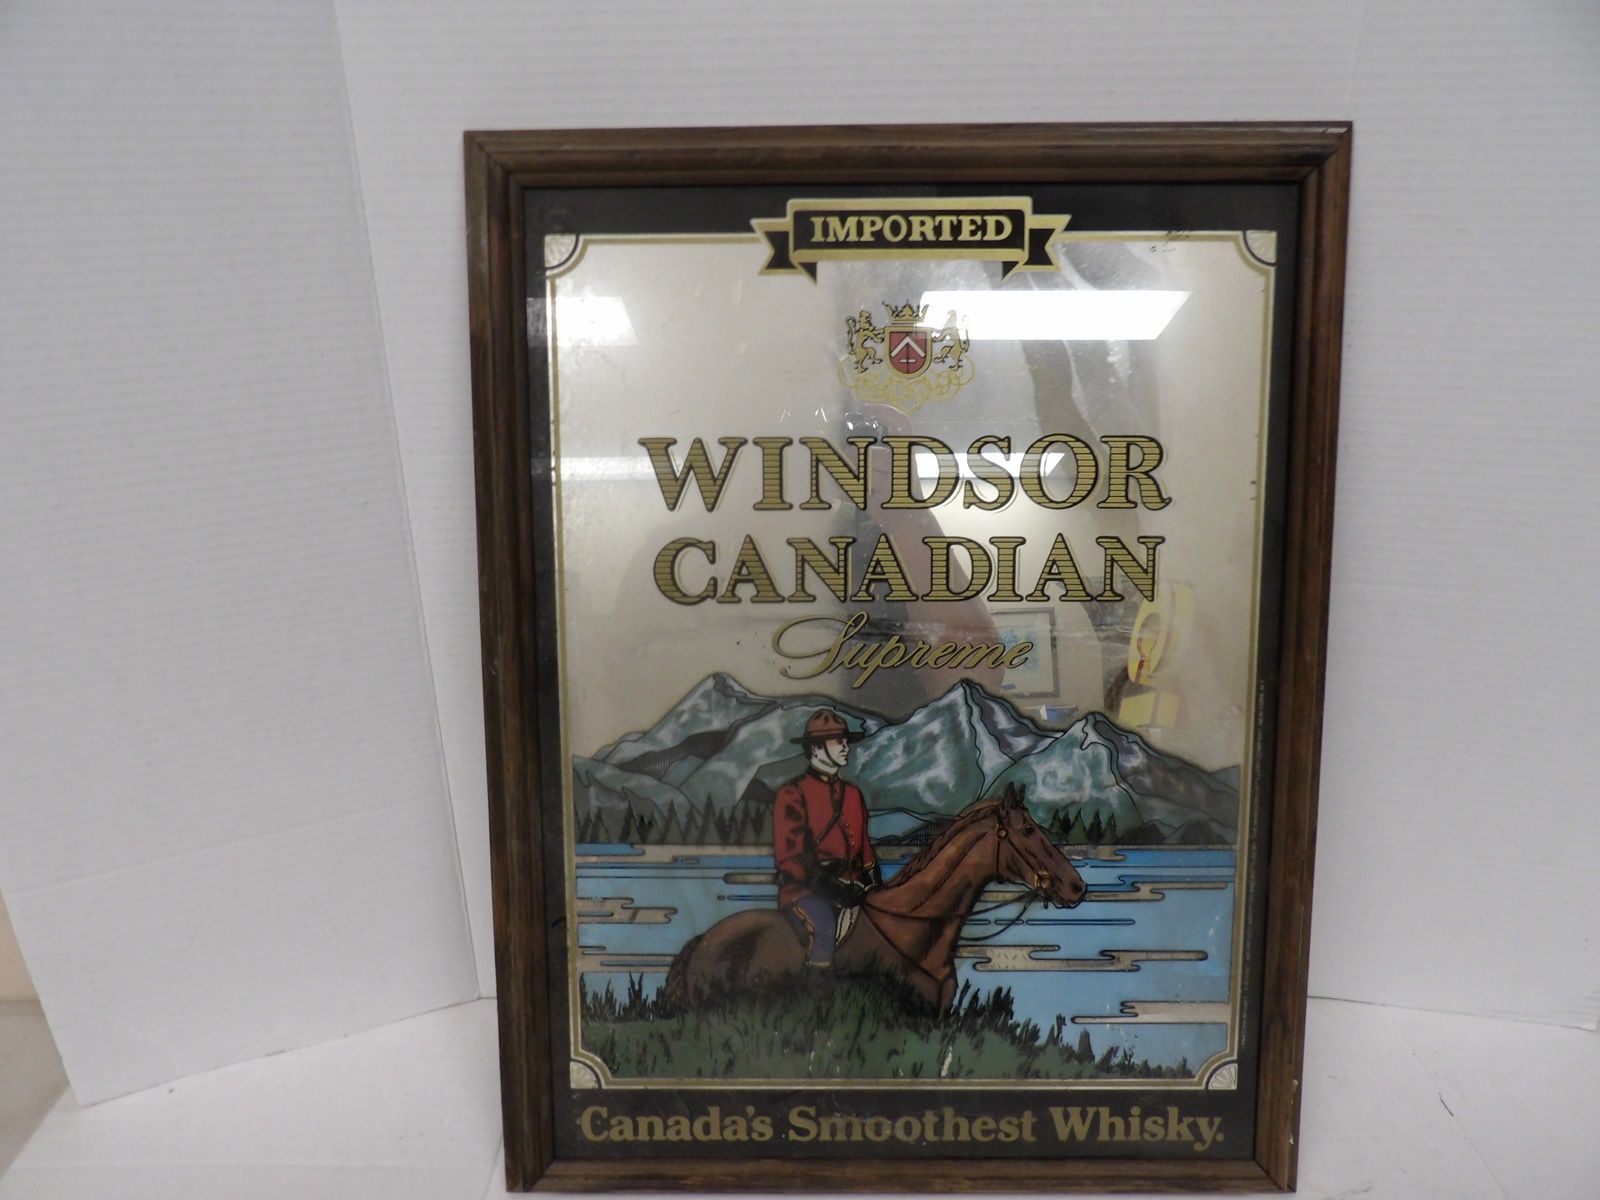 IMPORTED
WINDSOR
CANADIAN
Supreme
Canada's Smoothest Whisky.